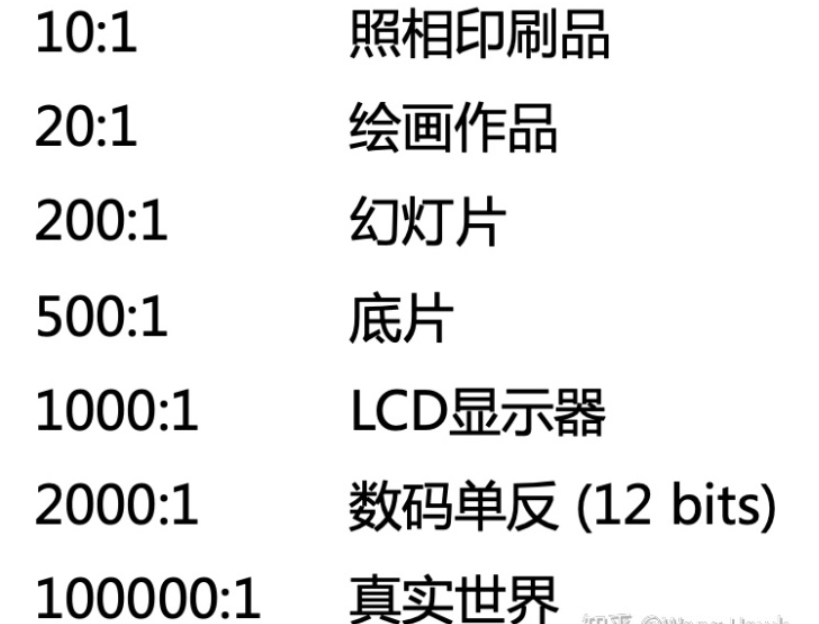 10:1 照相印刷品
20:1 绘画作品
200:1 幻灯片
500:1 底片
1000:1 LCD显示器
2000:1 数码单反 (12 bits)
100000:1 真实世界
知乎